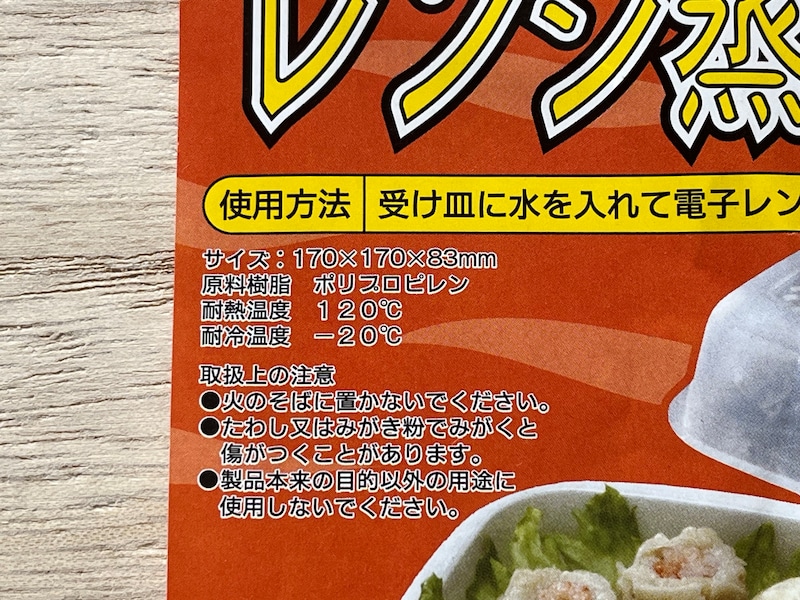 レンジ蒸
使用方法 受け皿に水を入れて電子レン
サイズ：170×170×83mm
原料樹脂　ポリプロピレン
耐熱温度　１２０℃
耐冷温度　－２０℃
取扱上の注意
●火のそばに置かないでください。
●たわし又はみがき粉でみがくと
傷がつくことがあります。
●製品本来の目的以外の用途に
使用しないでください。